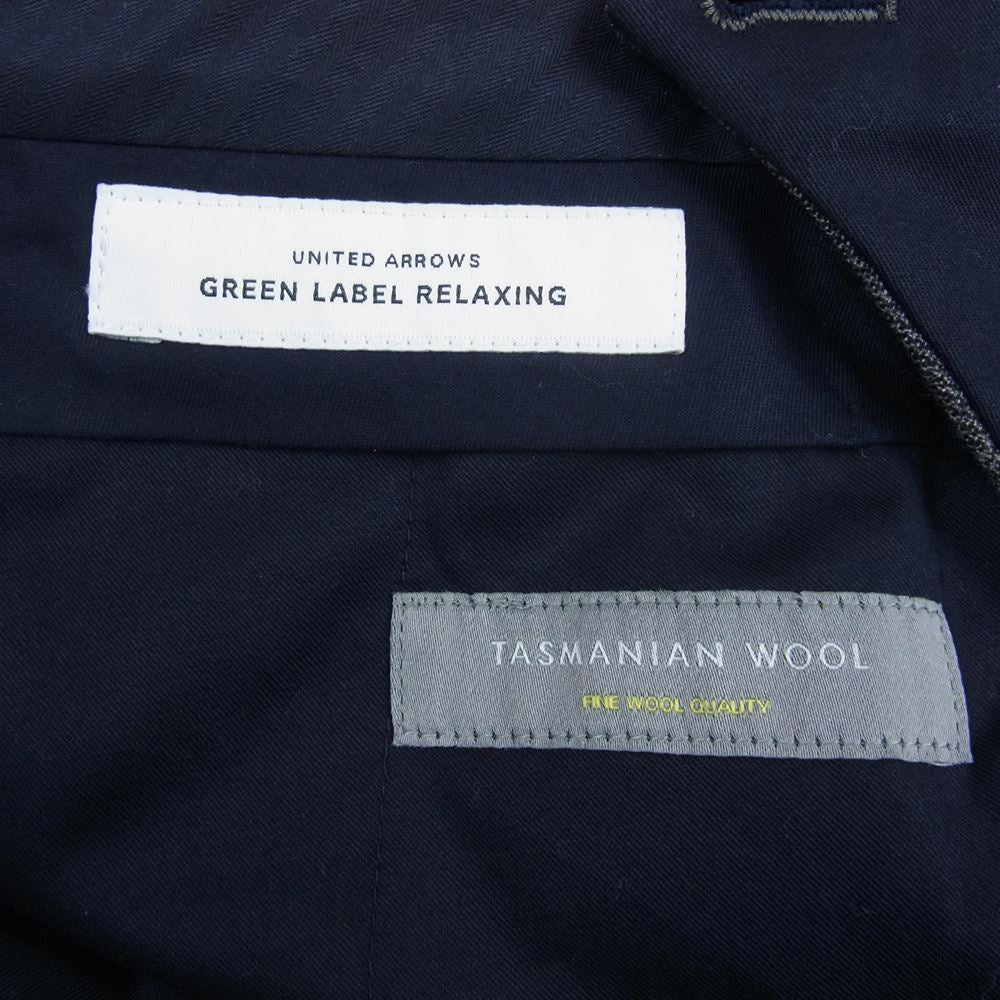 UNITED ARROWS
GREEN LABEL RELAXING
TASMANIAN WOOL
FINE WOOL QUALITY